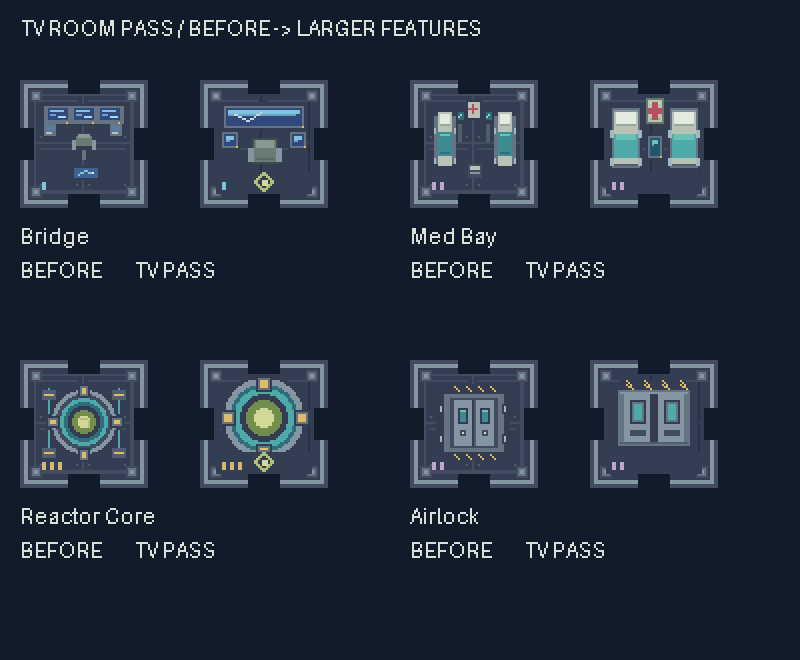 TV ROOM PASS / BEFORE -> LARGER FEATURES
Bridge
BEFORE TV PASS
Med Bay
BEFORE TV PASS
Reactor Core
BEFORE TV PASS
Airlock
BEFORE TV PASS